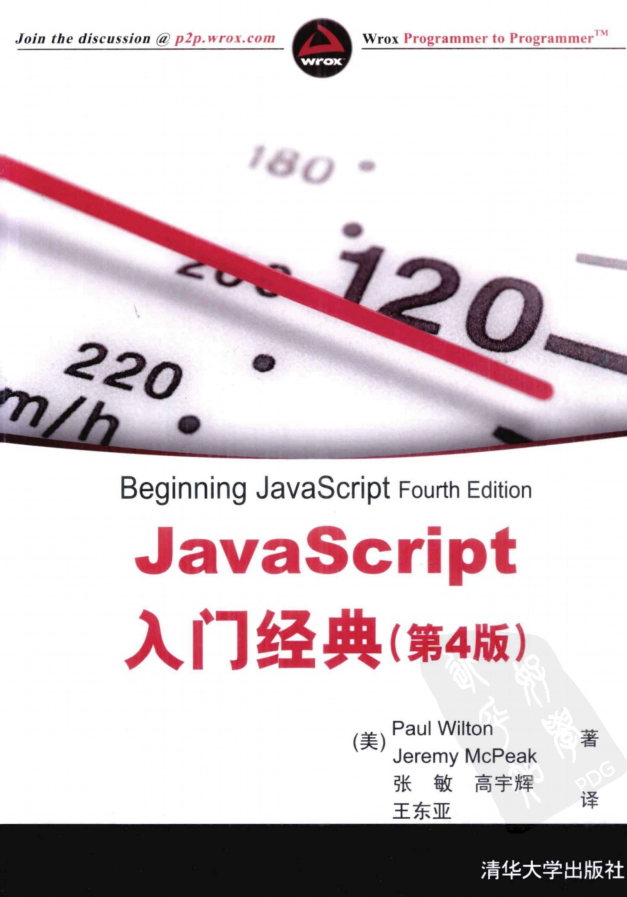 Join the discussion @ p2p.wrox.com
wrox
Wrox Programmer to Programmer™
180
200
120
220
m/h
Beginning JavaScript Fourth Edition
JavaScript
入门经典(第4版)
(美) Paul Wilton 著
Jeremy McPeak
张 敏 高宇辉 译
王东亚
PDG
清华大学出版社